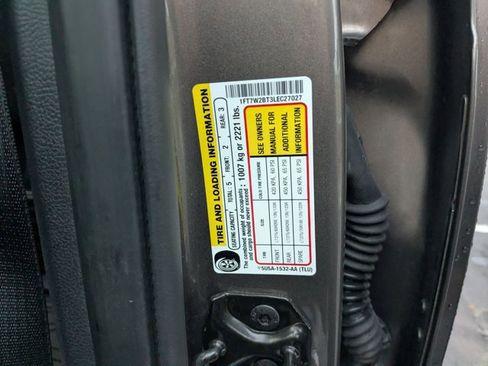 TIRE AND LOADING INFORMATION
SEATING CAPACITY TOTAL: 5 FRONT: 2 REAR: 3
The combined weight of occupants
and cargo should never exceed : 1007 kg or 2221 lbs.
1FT7W2BT3LEC27027
TIRE SIZE COLD TIRE PRESSURE SEE OWNERS
FRONT 420 KPA, 60 PSI MANUAL FOR
REAR 450 KPA, 65 PSI ADDITIONAL
SPARE 450 KPA, 65 PSI INFORMATION
5U5A-1532-AA (TLU)